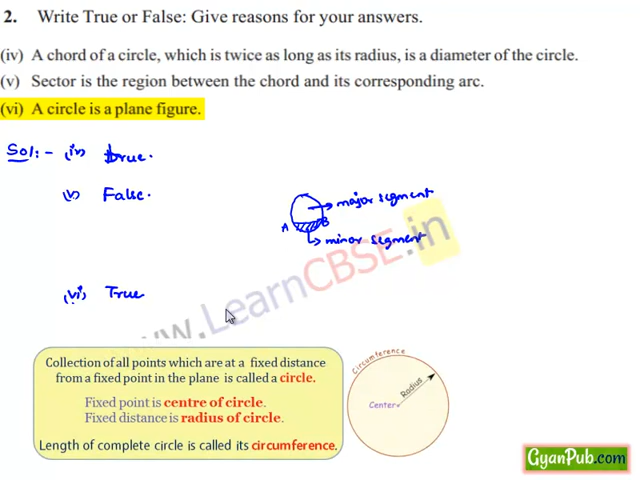 2. Write True or False: Give reasons for your answers.
(iv) A chord of a circle, which is twice as long as its radius, is a diameter of the circle.
(v) Sector is the region between the chord and its corresponding arc.
(vi) A circle is a plane figure.
Sol:- (iv) True.
(v) False.
major segment
A B
minor segment
(vi) True
www.LearnCBSE.in
Collection of all points which are at a fixed distance
from a fixed point in the plane is called a circle.
Fixed point is centre of circle.
Fixed distance is radius of circle.
Length of complete circle is called its circumference.
Circumference
Radius
Center
GyanPub.com